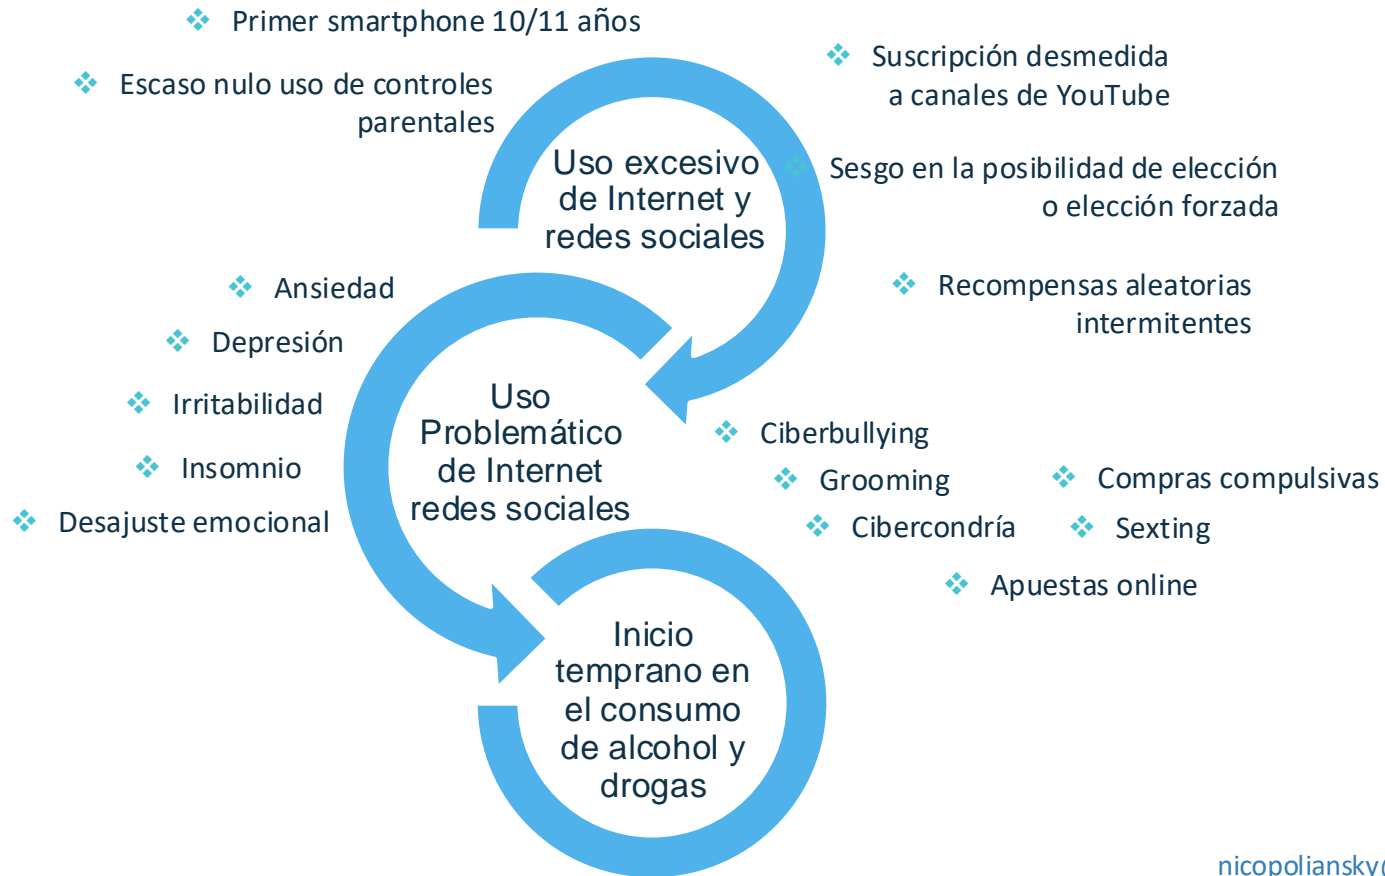 Primer smartphone 10/11 años
Escaso nulo uso de controles
parentales
Suscripción desmedida
a canales de YouTube
Uso excesivo
de Internet y
redes sociales
Sesgo en la posibilidad de elección
o elección forzada
Recompensas aleatorias
intermitentes
Ansiedad
Depresión
Irritabilidad
Insomnio
Desajuste emocional
Uso
Problemático
de Internet
redes sociales
Ciberbullying
Grooming
Compras compulsivas
Cibercondría
Sexting
Apuestas online
Inicio
temprano en
el consumo
de alcohol y
drogas
nicopoliansky@